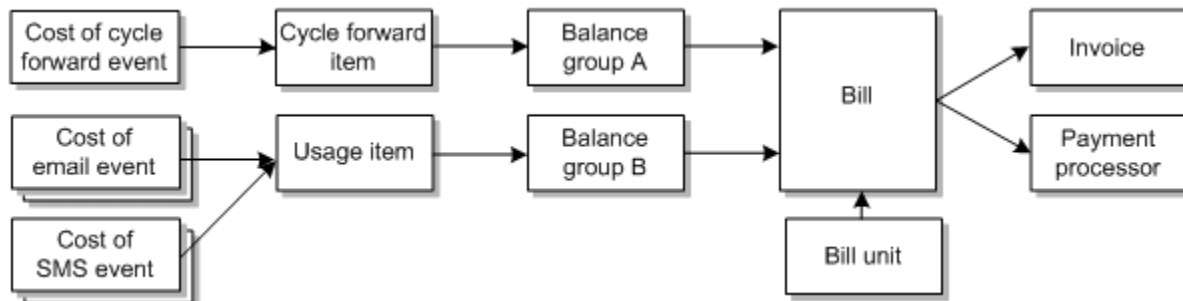 Cost of cycle
forward event
Cycle forward
item
Balance
group A
Bill
Invoice
Cost of
email event
Usage item
Balance
group B
Payment
processor
Cost of
SMS event
Bill unit